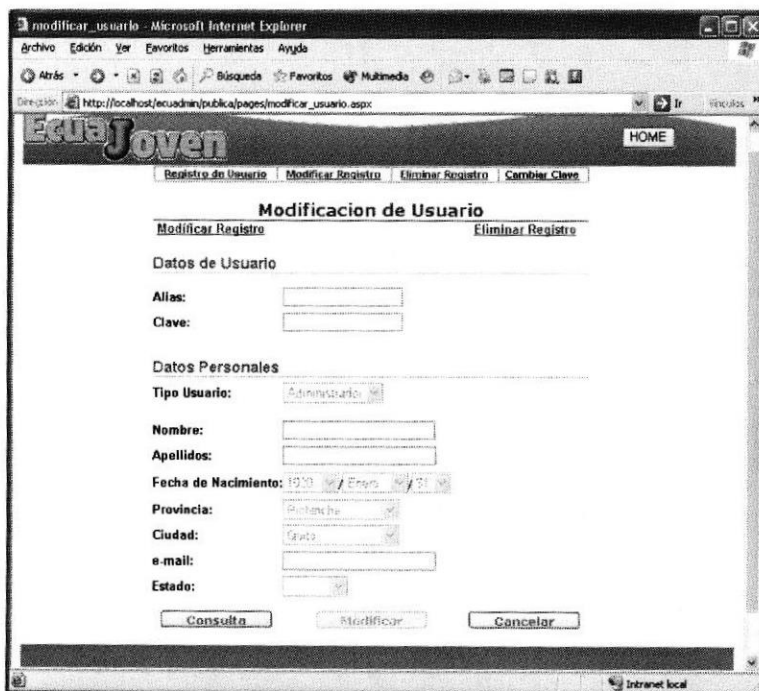 modificar_usuario - Microsoft Internet Explorer
Archivo Edición Ver Favoritos Herramientas Ayuda
Atrás Búsqueda Favoritos Multimedia
Dirección http://localhost/ecuadmin/publica/pages/modificar_usuario.aspx Ir Vínculos
EcuaJoven HOME
Registro de Usuario Modificar Registro Eliminar Registro Cambiar Clave
Modificacion de Usuario
Modificar Registro Eliminar Registro
Datos de Usuario
Alias:
Clave:
Datos Personales
Tipo Usuario: Administrador
Nombre:
Apellidos:
Fecha de Nacimiento: / Enero /
Provincia: Pichincha
Ciudad: Quito
e-mail:
Estado:
Consulta Modificar Cancelar
Intranet local